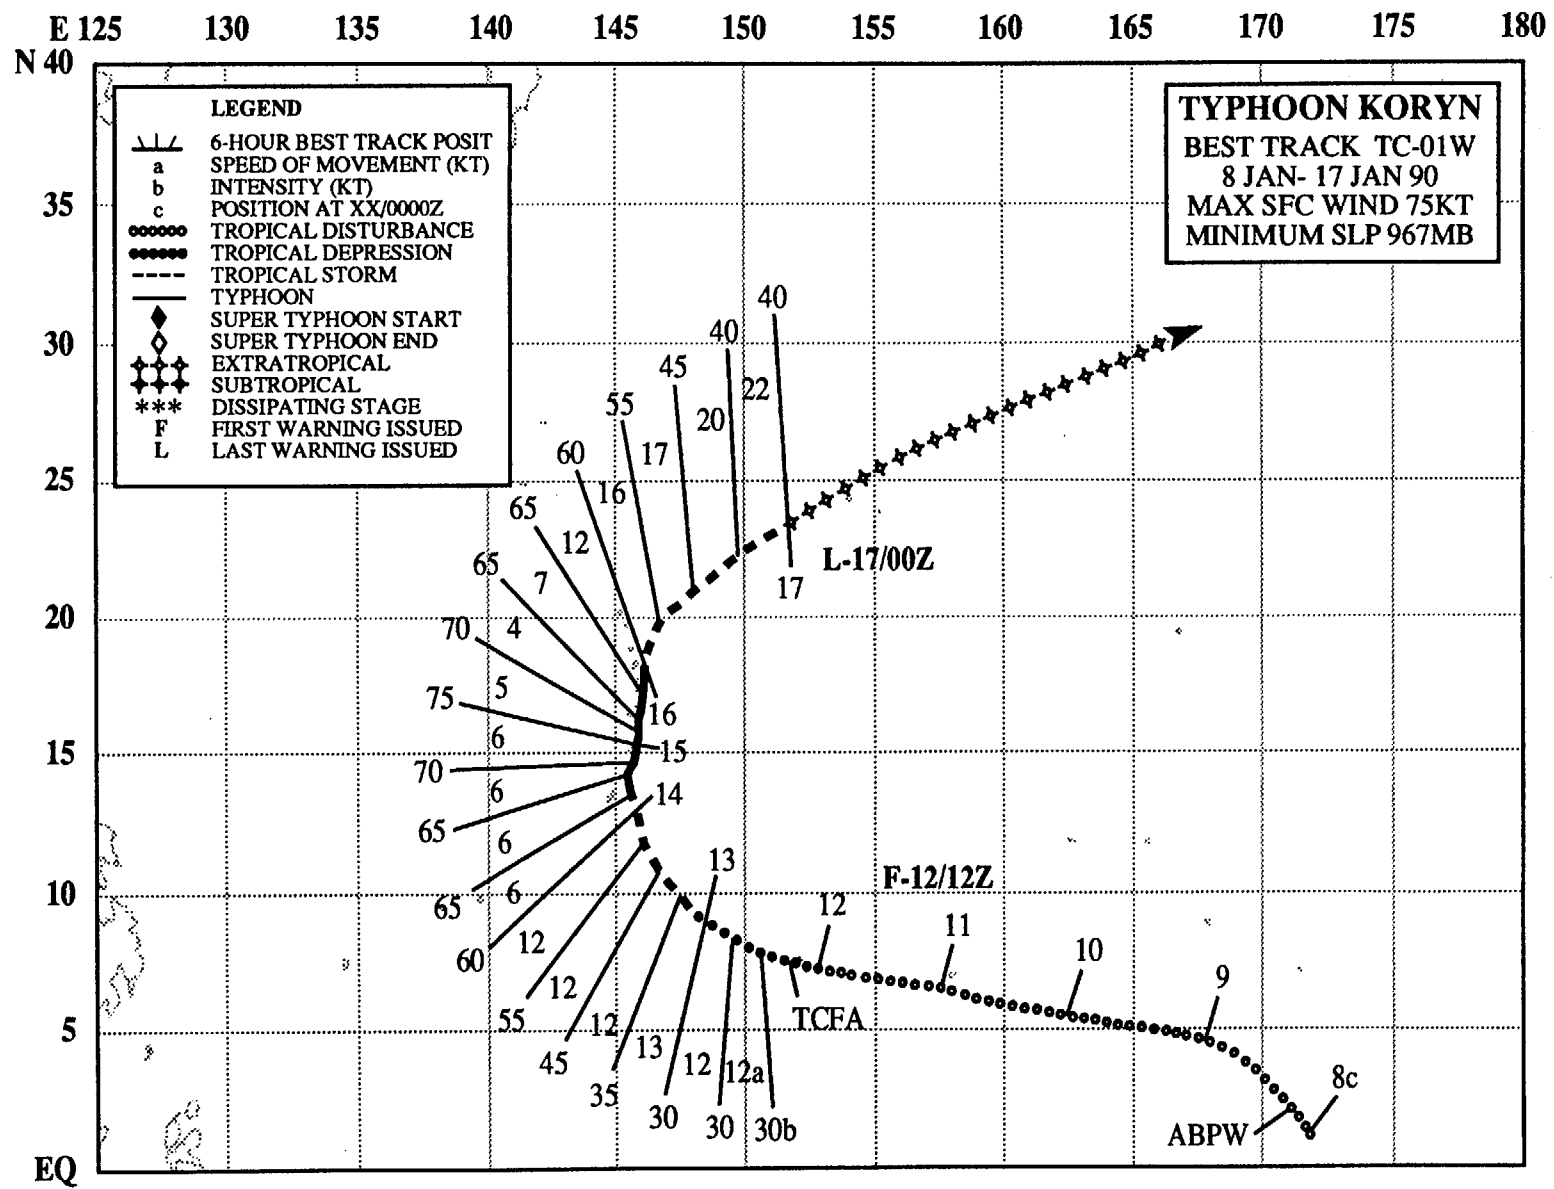 E 125 130 135 140 145 150 155 160 165 170 175 180
N 40
35
30
25
20
15
10
5
EQ
LEGEND
6-HOUR BEST TRACK POSIT
a SPEED OF MOVEMENT (KT)
b INTENSITY (KT)
c POSITION AT XX/0000Z
TROPICAL DISTURBANCE
TROPICAL DEPRESSION
TROPICAL STORM
TYPHOON
SUPER TYPHOON START
SUPER TYPHOON END
EXTRATROPICAL
SUBTROPICAL
*** DISSIPATING STAGE
F FIRST WARNING ISSUED
L LAST WARNING ISSUED
TYPHOON KORYN
BEST TRACK TC-01W
8 JAN- 17 JAN 90
MAX SFC WIND 75KT
MINIMUM SLP 967MB
40
40
45
22
55
20
17
60
16
65
12
L-17/00Z
65
7
17
70
4
75
5
16
6
15
70
6
14
65
6
13
65
6
F-12/12Z
12
60
12
11
10
9
55
12
TCFA
45
12
13
12
12a
35
30
30
30b
8c
ABPW